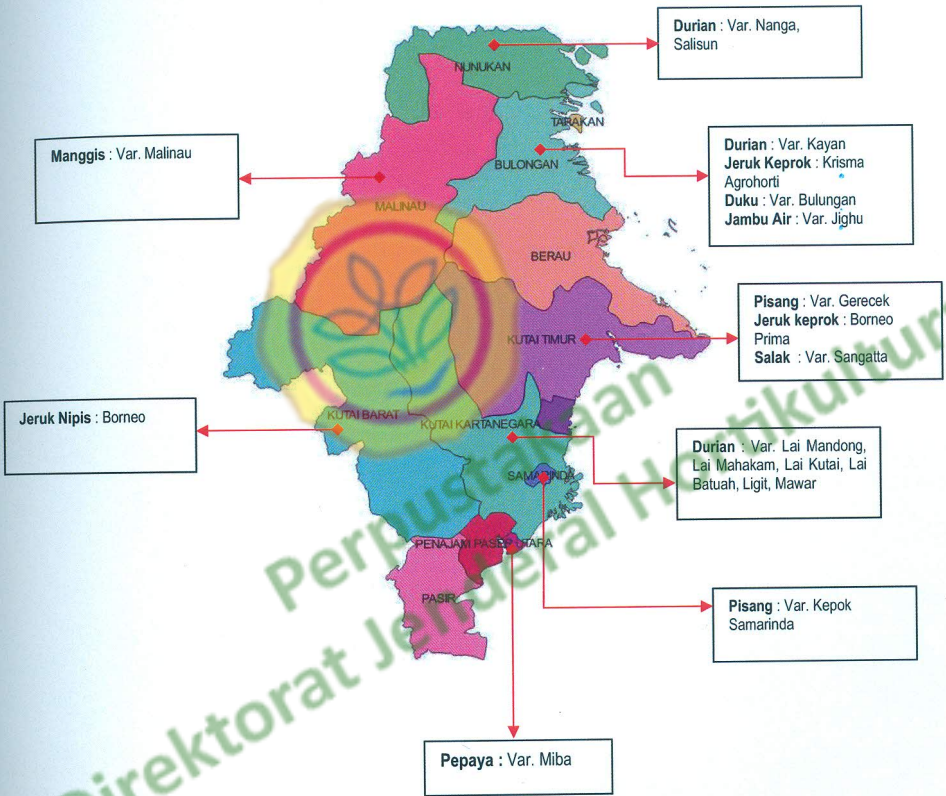 Durian : Var. Nanga,
Salisun
NUNUKAN
TARAKAN
Manggis : Var. Malinau
BULONGAN
Durian : Var. Kayan
Jeruk Keprok : Krisma
Agrohorti
Duku : Var. Bulungan
Jambu Air : Var. Jighu
MALINAU
BERAU
Pisang : Var. Gerecek
Jeruk keprok : Borneo
Prima
Salak : Var. Sangatta
KUTAI TIMUR
Jeruk Nipis : Borneo
KUTAI BARAT
KUTAI KARTANEGARA
Durian : Var. Lai Mandong,
Lai Mahakam, Lai Kutai, Lai
Batuah, Ligit, Mawar
SAMARINDA
PENAJAM PASEP UTARA
PASIR
Pisang : Var. Kepok
Samarinda
Pepaya : Var. Miba
Perpustakaan
Direktorat Jenderal Hortikultur